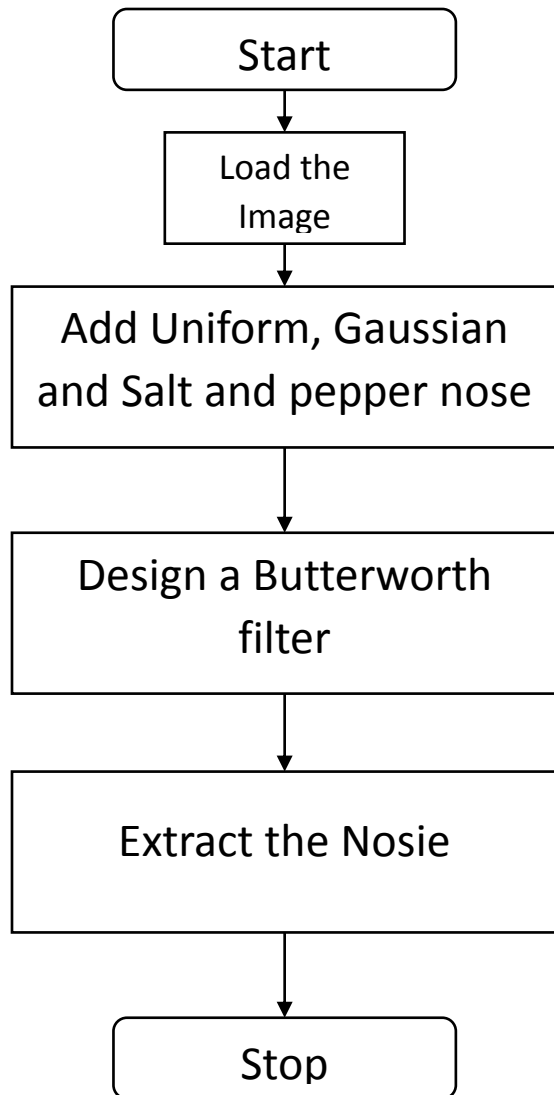 Start
Load the
Image
Add Uniform, Gaussian
and Salt and pepper nose
Design a Butterworth
filter
Extract the Nosie
Stop